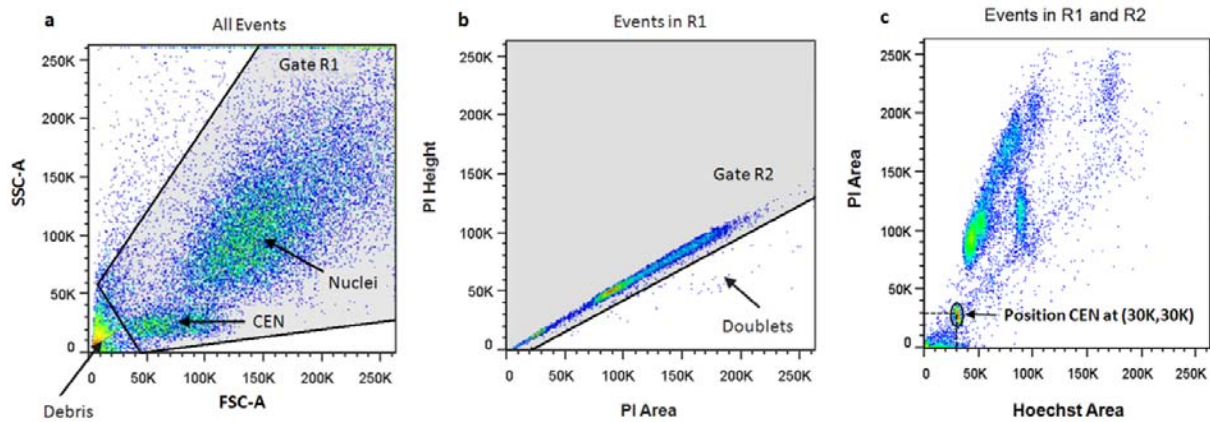 a
All Events
250K
200K
150K
100K
50K
0
SSC-A
Gate R1
Nuclei
CEN
Debris
0 50K 100K 150K 200K 250K
FSC-A
b
Events in R1
250K
200K
150K
100K
50K
0
PI Height
Gate R2
Doublets
0 50K 100K 150K 200K 250K
PI Area
c
Events in R1 and R2
250K
200K
150K
100K
50K
0
PI Area
Position CEN at (30K,30K)
0 50K 100K 150K 200K 250K
Hoechst Area